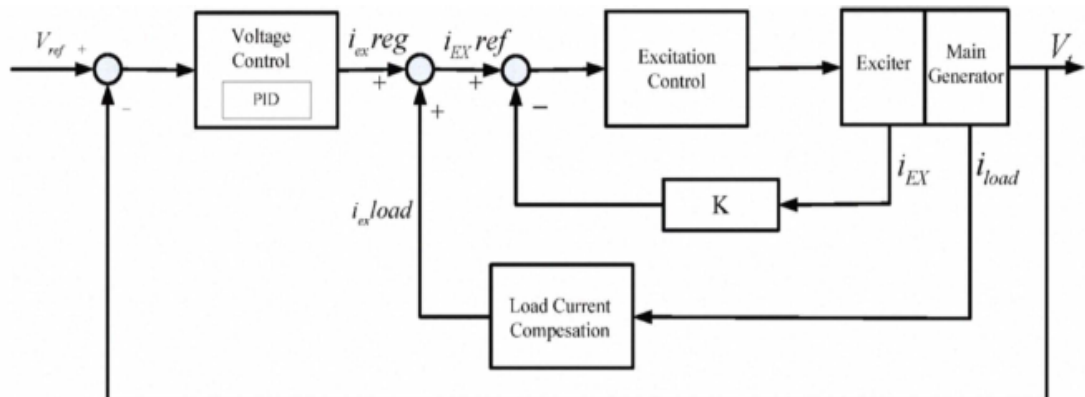 V_ref +
-
Voltage
Control
PID
i_ex reg
+
+
i_EX ref
+
−
Excitation
Control
Exciter
Main
Generator
V_t
i_EX
i_load
K
i_ex load
Load Current
Compesation